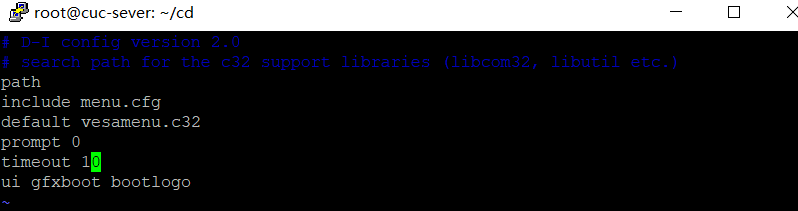 root@cuc-sever: ~/cd
# D-I config version 2.0
# search path for the c32 support libraries (libcom32, libutil etc.)
path
include menu.cfg
default vesamenu.c32
prompt 0
timeout 10
ui gfxboot bootlogo
~